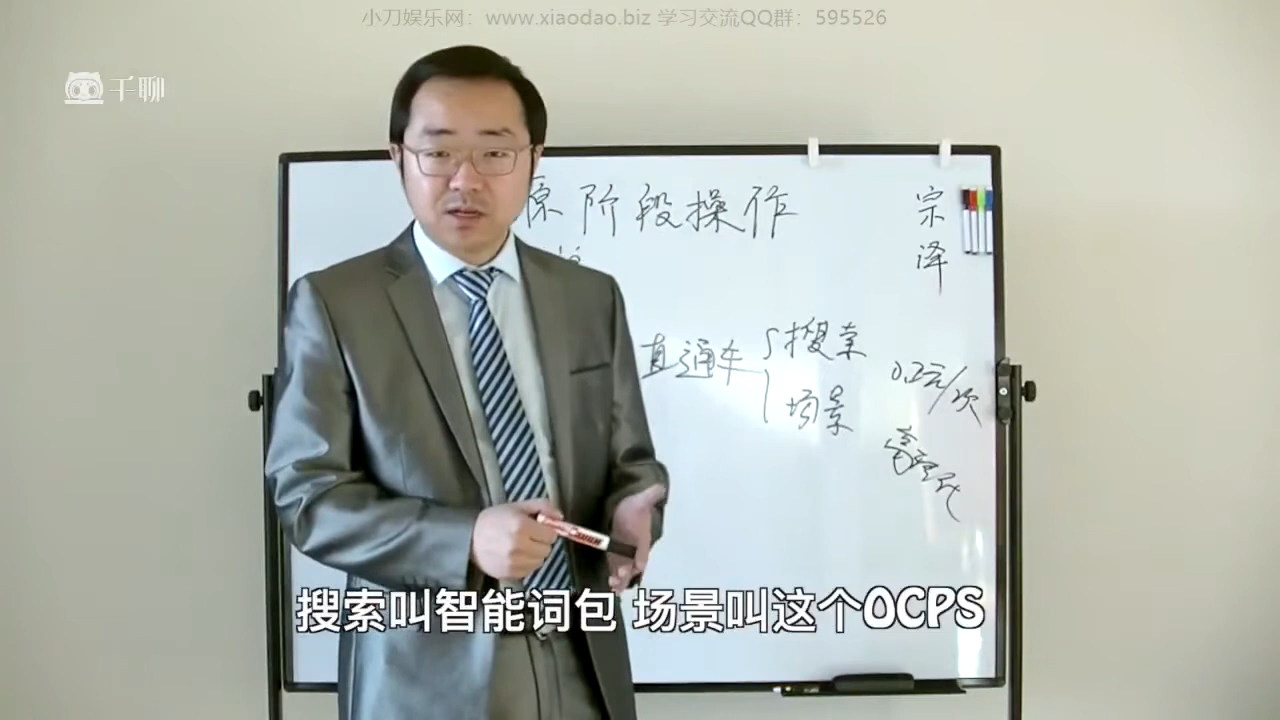 小刀娱乐网：www.xiaodao.biz 学习交流QQ群：595526
千聊
原阶段操作
宗泽
直通车
搜索
场景
0.2元/次
搜索叫智能词包 场景叫这个OCPS